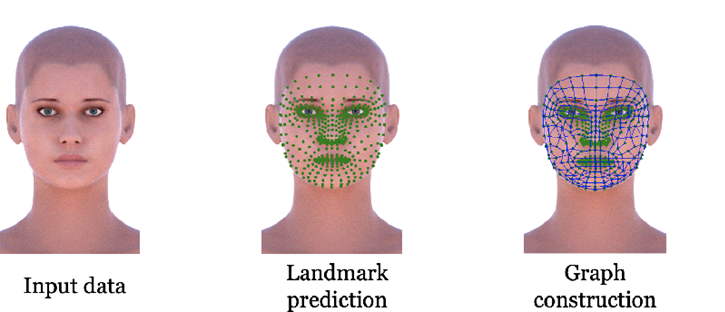 Input data
Landmark
prediction
Graph
construction